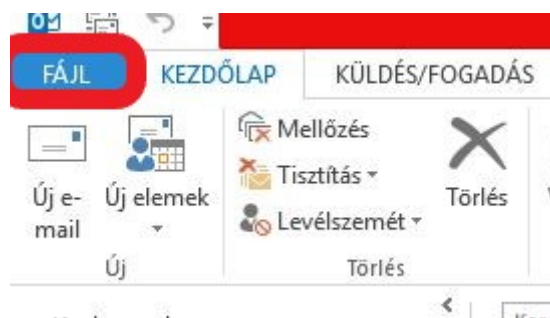 FÁJL KEZDŐLAP KÜLDÉS/FOGADÁS
Új e-mail
Új elemek
Mellőzés
Tisztítás
Levélszemét
Törlés
Új
Törlés